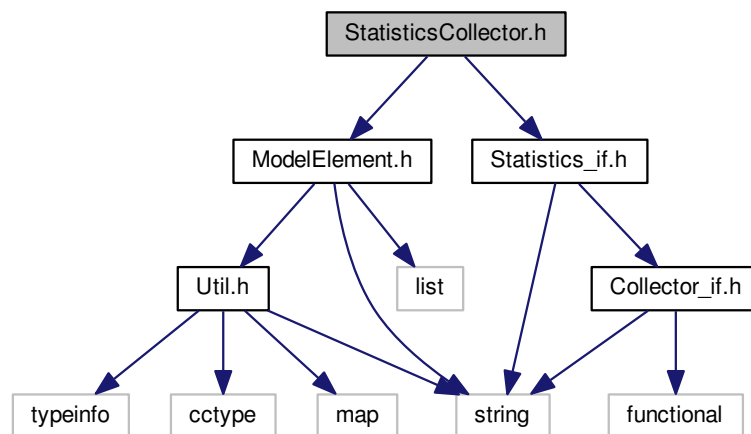 StatisticsCollector.h
ModelElement.h
Statistics_if.h
Util.h
list
Collector_if.h
typeinfo
cctype
map
string
functional